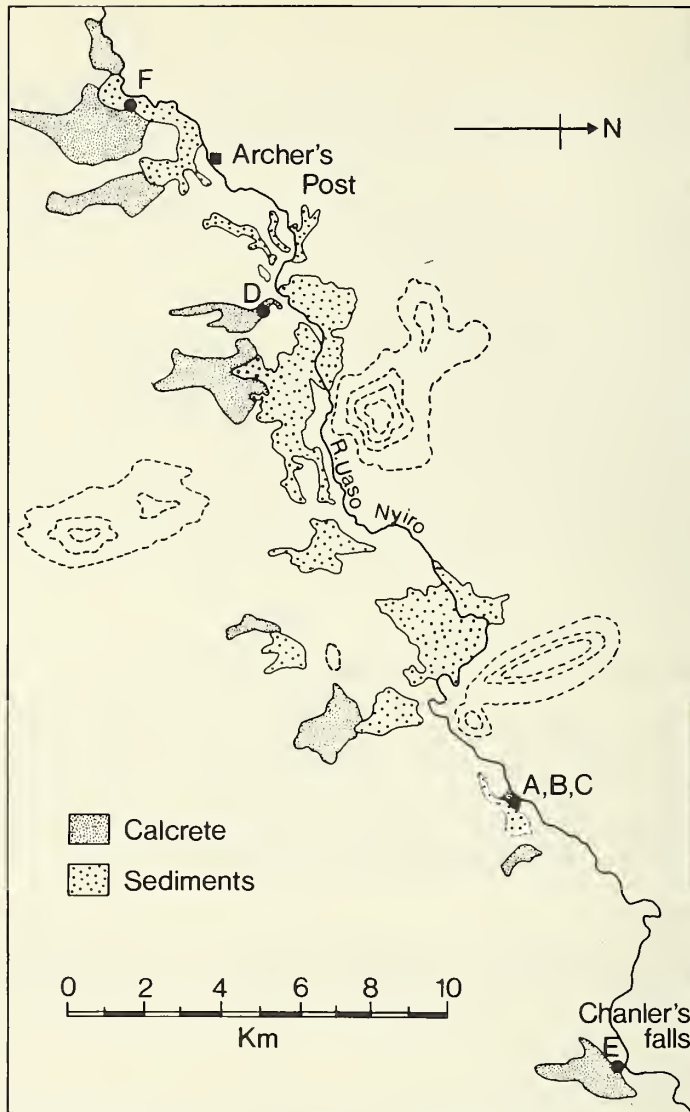 F
N
Archer's
Post
D
R. Uaso
Nyiro
A,B,C
Calcrete
Sediments
0 2 4 6 8 10
Km
Chanler's
falls
E